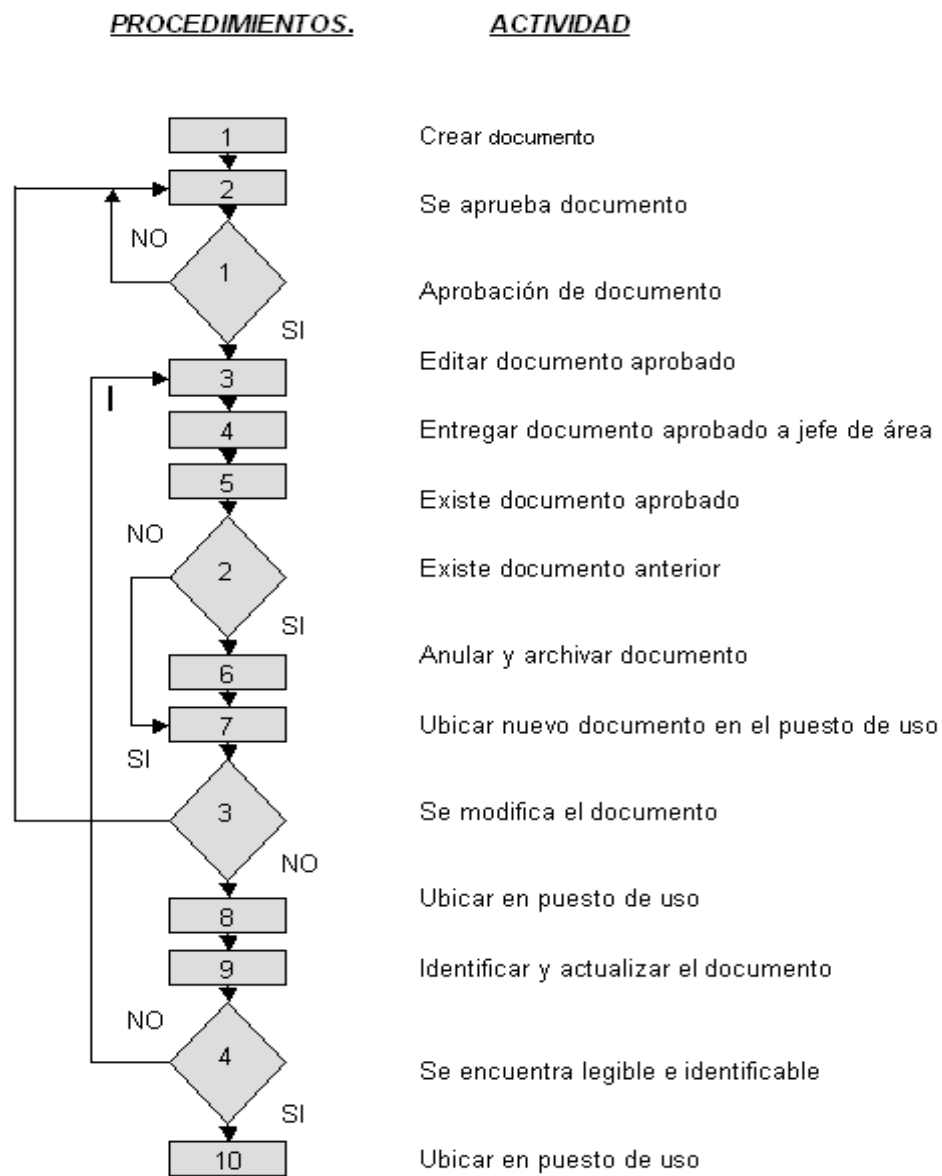 PROCEDIMIENTOS. ACTIVIDAD
1 Crear documento
2 Se aprueba documento
NO
1 Aprobación de documento
SI
3 Editar documento aprobado
4 Entregar documento aprobado a jefe de área
5 Existe documento aprobado
NO
2 Existe documento anterior
SI
6 Anular y archivar documento
7 Ubicar nuevo documento en el puesto de uso
SI
3 Se modifica el documento
NO
8 Ubicar en puesto de uso
9 Identificar y actualizar el documento
NO
4 Se encuentra legible e identificable
SI
10 Ubicar en puesto de uso